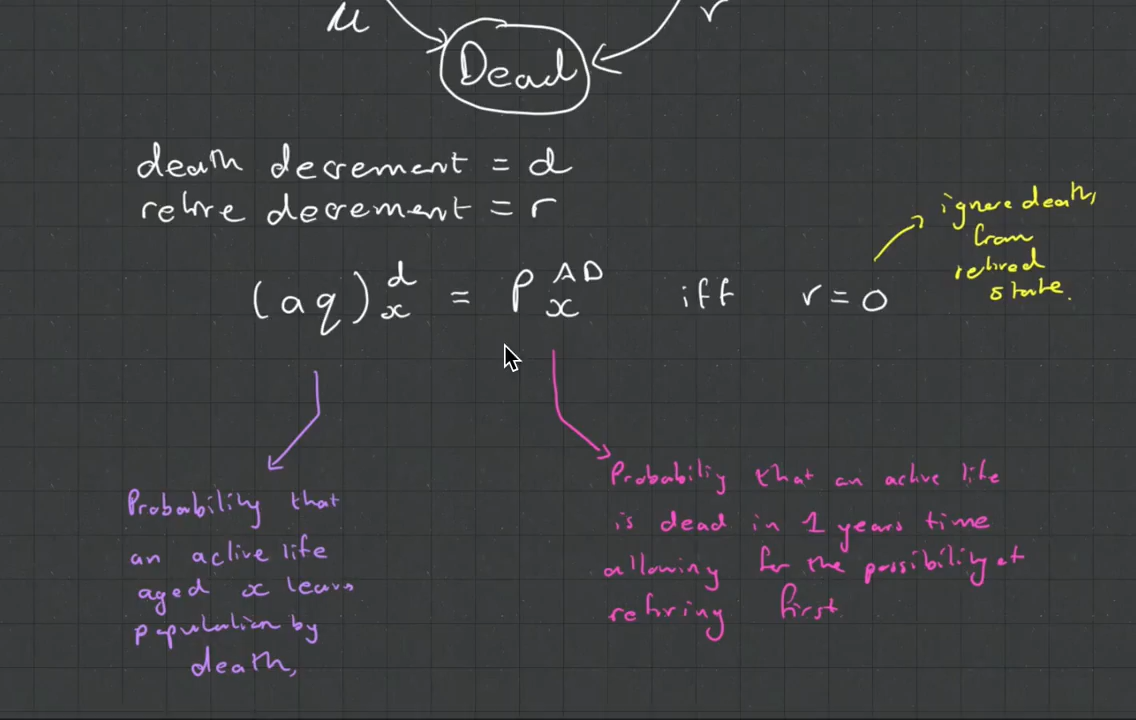 μ
r
Dead
death decrement = d
retire decrement = r
ignore death,
from
retired
state.
(aq)ᵈₓ = pᴬᴰₓ iff r = 0
Probability that
an active life
aged x leaves
population by
death,
Probability that an active life
is dead in 1 years time
allowing for the possibility of
retiring first.